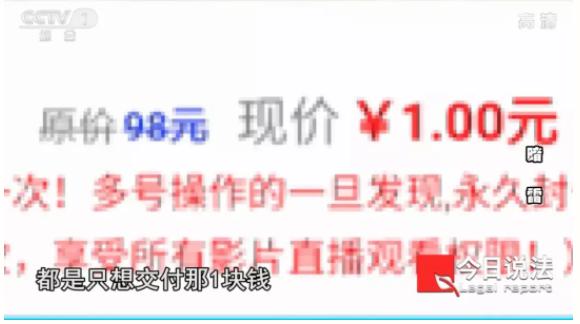 CCTV 1
综合
高清
原价 98元 现价 ¥1.00元
暗
雷
次！多号操作的一旦发现,永久封
，享受所有影片直播观看权限！）
都是只想交付那1块钱
今日说法
Legal report